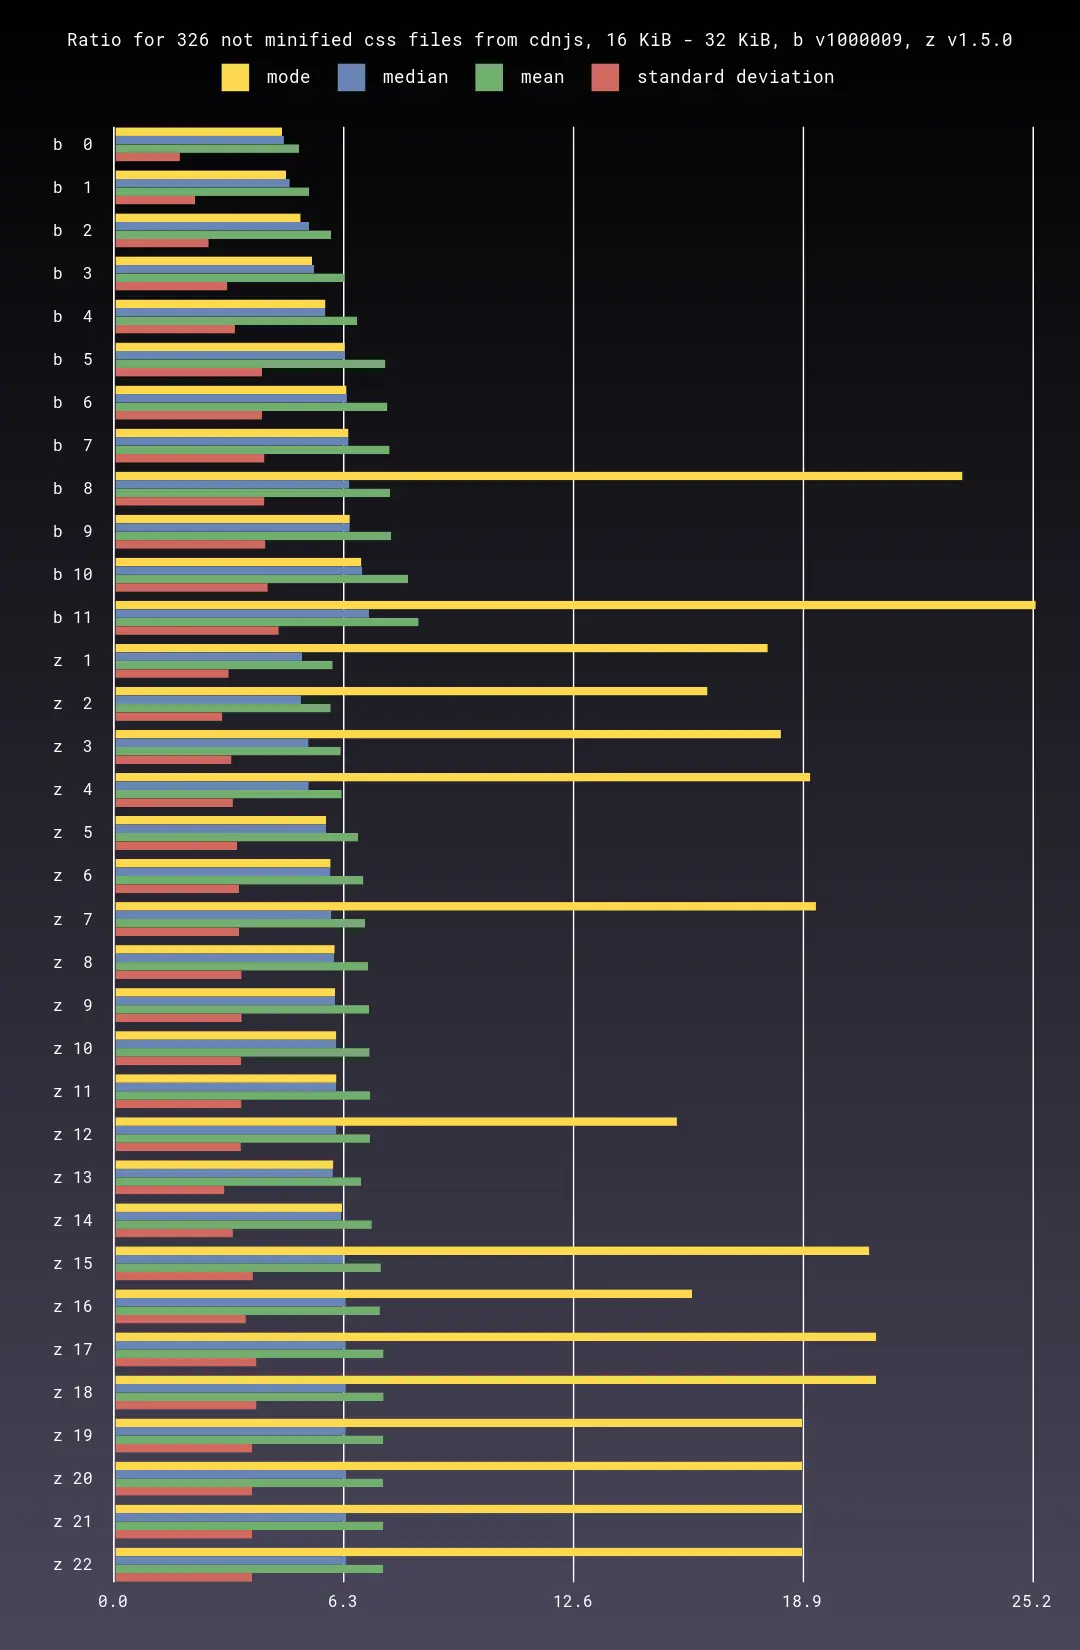 Ratio for 326 not minified css files from cdnjs, 16 KiB - 32 KiB, b v1000009, z v1.5.0
mode median mean standard deviation
b 0
b 1
b 2
b 3
b 4
b 5
b 6
b 7
b 8
b 9
b 10
b 11
z 1
z 2
z 3
z 4
z 5
z 6
z 7
z 8
z 9
z 10
z 11
z 12
z 13
z 14
z 15
z 16
z 17
z 18
z 19
z 20
z 21
z 22
0.0 6.3 12.6 18.9 25.2